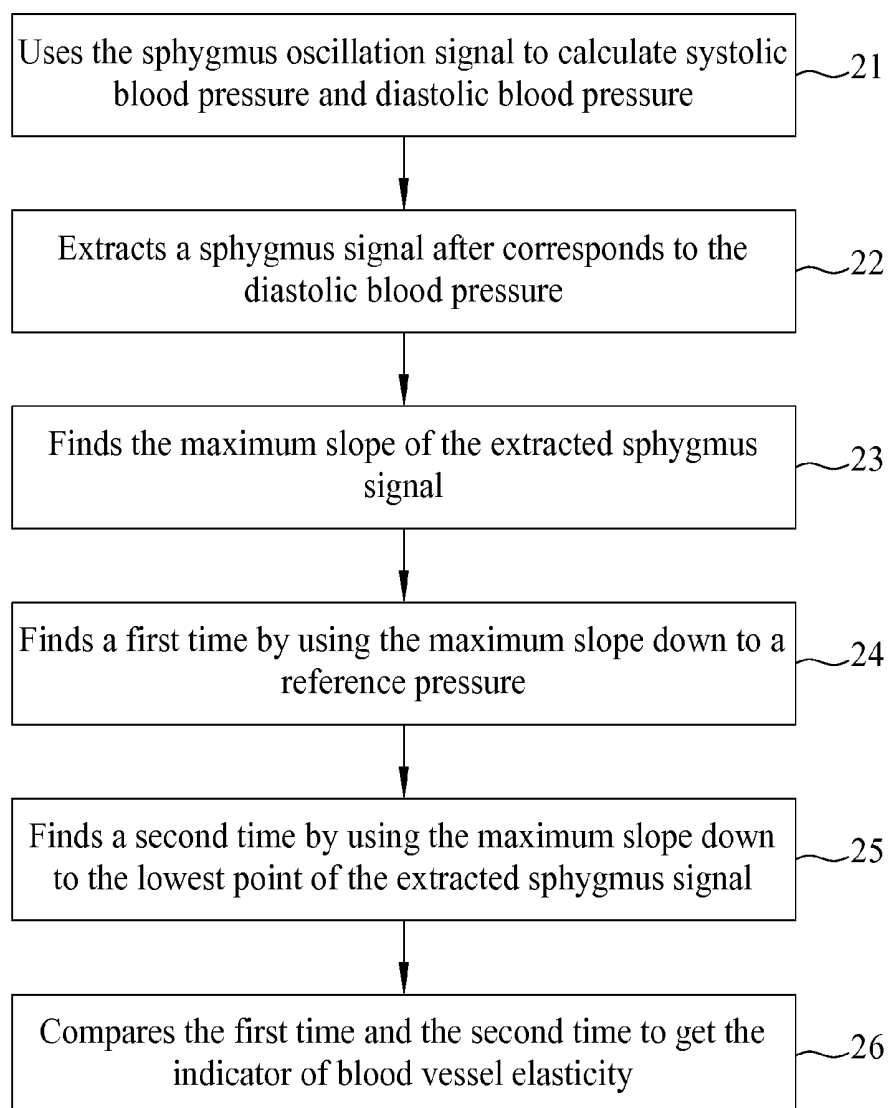 Uses the sphygmus oscillation signal to calculate systolic
blood pressure and diastolic blood pressure
21
Extracts a sphygmus signal after corresponds to the
diastolic blood pressure
22
Finds the maximum slope of the extracted sphygmus
signal
23
Finds a first time by using the maximum slope down to a
reference pressure
24
Finds a second time by using the maximum slope down
to the lowest point of the extracted sphygmus signal
25
Compares the first time and the second time to get the
indicator of blood vessel elasticity
26